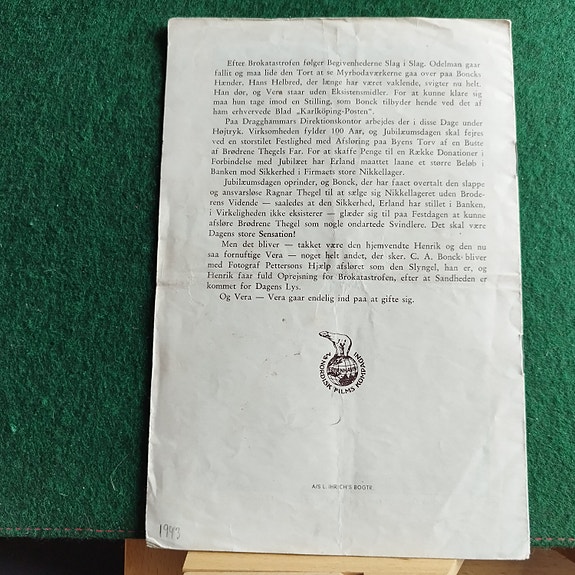 Efter Brokatastrofen følger Begivenhederne Slag i Slag. Odelman gaar
fallit og maa lide den Tort at se Myrbodaværkerne gaa over paa Boncks
Hænder. Hans Helbred, der længe har været vaklende, svigter nu helt.
Han dør, og Vera staar uden Eksistensmidler. For at kunne klare sig
maa hun tage imod en Stilling, som Bonck tilbyder hende ved det af
ham erhvervede Blad „Karlköping-Posten".
Paa Dragghammars Direktionskontor arbejdes der i disse Dage under
Højtryk. Virksomheden fylder 100 Aar, og Jubilæumsdagen skal fejres
ved en storstilet Festlighed med Afsløring paa Byens Torv af en Butte
af Brødrene Thegels Far. For at skaffe Penge til en Række Donationer i
Forbindelse med Jubilæet har Erland maattet laane et større Beløb i
Banken mod Sikkerhed i Firmaets store Nikkellager.
Jubilæumsdagen oprinder, og Bonck, der har faaet overtalt den slappe
og ansvarsløse Ragnar Thegel til at sælge sig Nikkellageret uden Brode-
rens Vidende — saaledes at den Sikkerhed, Erland har stillet i Banken,
i Virkeligheden ikke eksisterer — glæder sig til paa Festdagen at kunne
afsløre Brødrene Thegel som nogle ondartede Svindlere. Det skal være
Dagens store Sensation!
Men det bliver — takket være den hjemvendte Henrik og den nu
saa fornuftige Vera — noget helt andet, der sker. C. A. Bonck bliver
med Fotograf Pettersons Hjælp afsløret som den Slyngel, han er, og
Henrik faar fuld Oprejsning for Brokatastrofen, efter at Sandheden er
kommet for Dagens Lys.
Og Vera — Vera gaar endelig ind paa at gifte sig.
A/S NORDISK FILMS KOMPAGNI
A/S L. IHRICH'S BOGTR.
1943